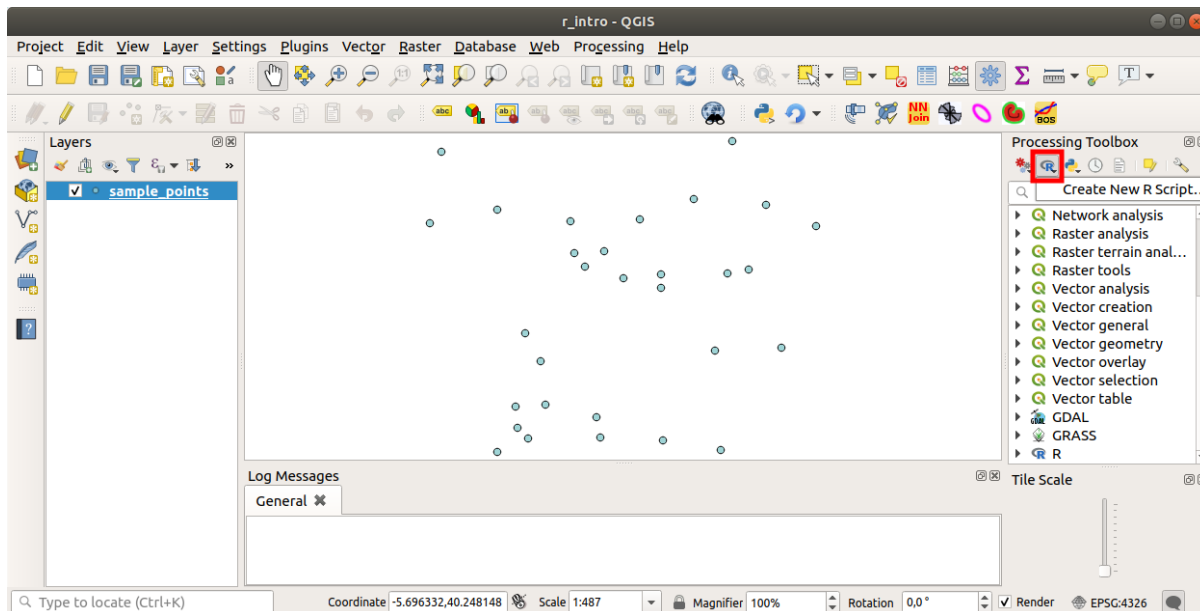 r_intro - QGIS
Project Edit View Layer Settings Plugins Vector Raster Database Web Processing Help
Layers
sample_points
Processing Toolbox
Create New R Script..
Network analysis
Raster analysis
Raster terrain anal...
Raster tools
Vector analysis
Vector creation
Vector general
Vector geometry
Vector overlay
Vector selection
Vector table
GDAL
GRASS
R
Log Messages
General
Tile Scale
Type to locate (Ctrl+K)
Coordinate -5.696332,40.248148 Scale 1:487 Magnifier 100% Rotation 0,0 ° Render EPSG:4326